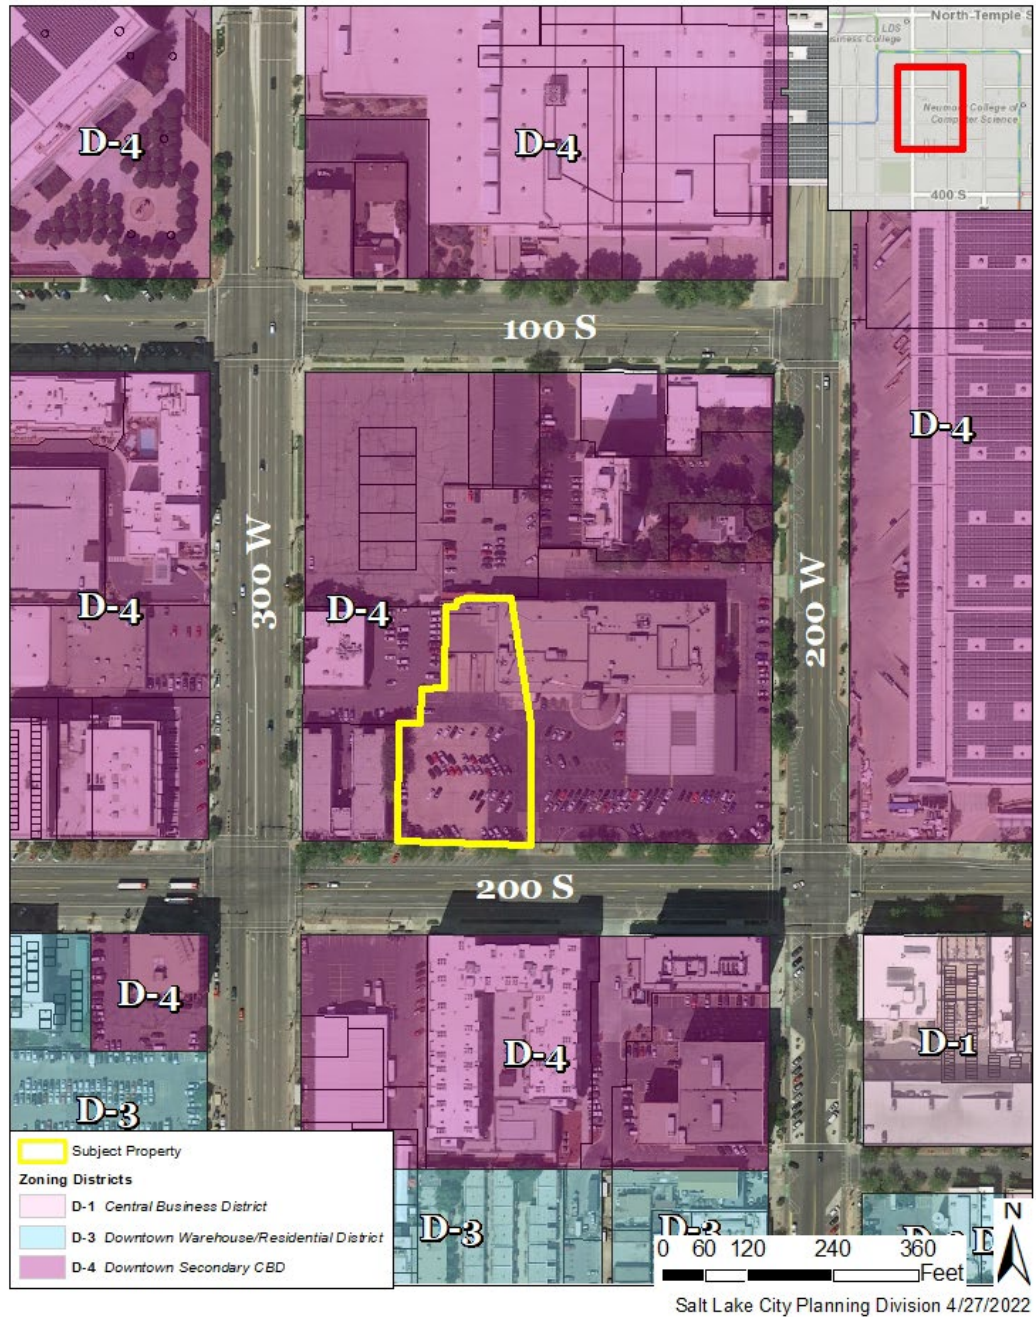 North Temple S
LDS
usiness College
Neumont College of
Computer Science
400 S
D-4
D-4
100 S
D-4
300 W
D-4
D-4
200 W
200 S
D-4
D-4
D-1
D-3
D-3
D-3
Subject Property
Zoning Districts
D-1 Central Business District
D-3 Downtown Warehouse/Residential District
D-4 Downtown Secondary CBD
0 60 120 240 360
Feet
N
Salt Lake City Planning Division 4/27/2022